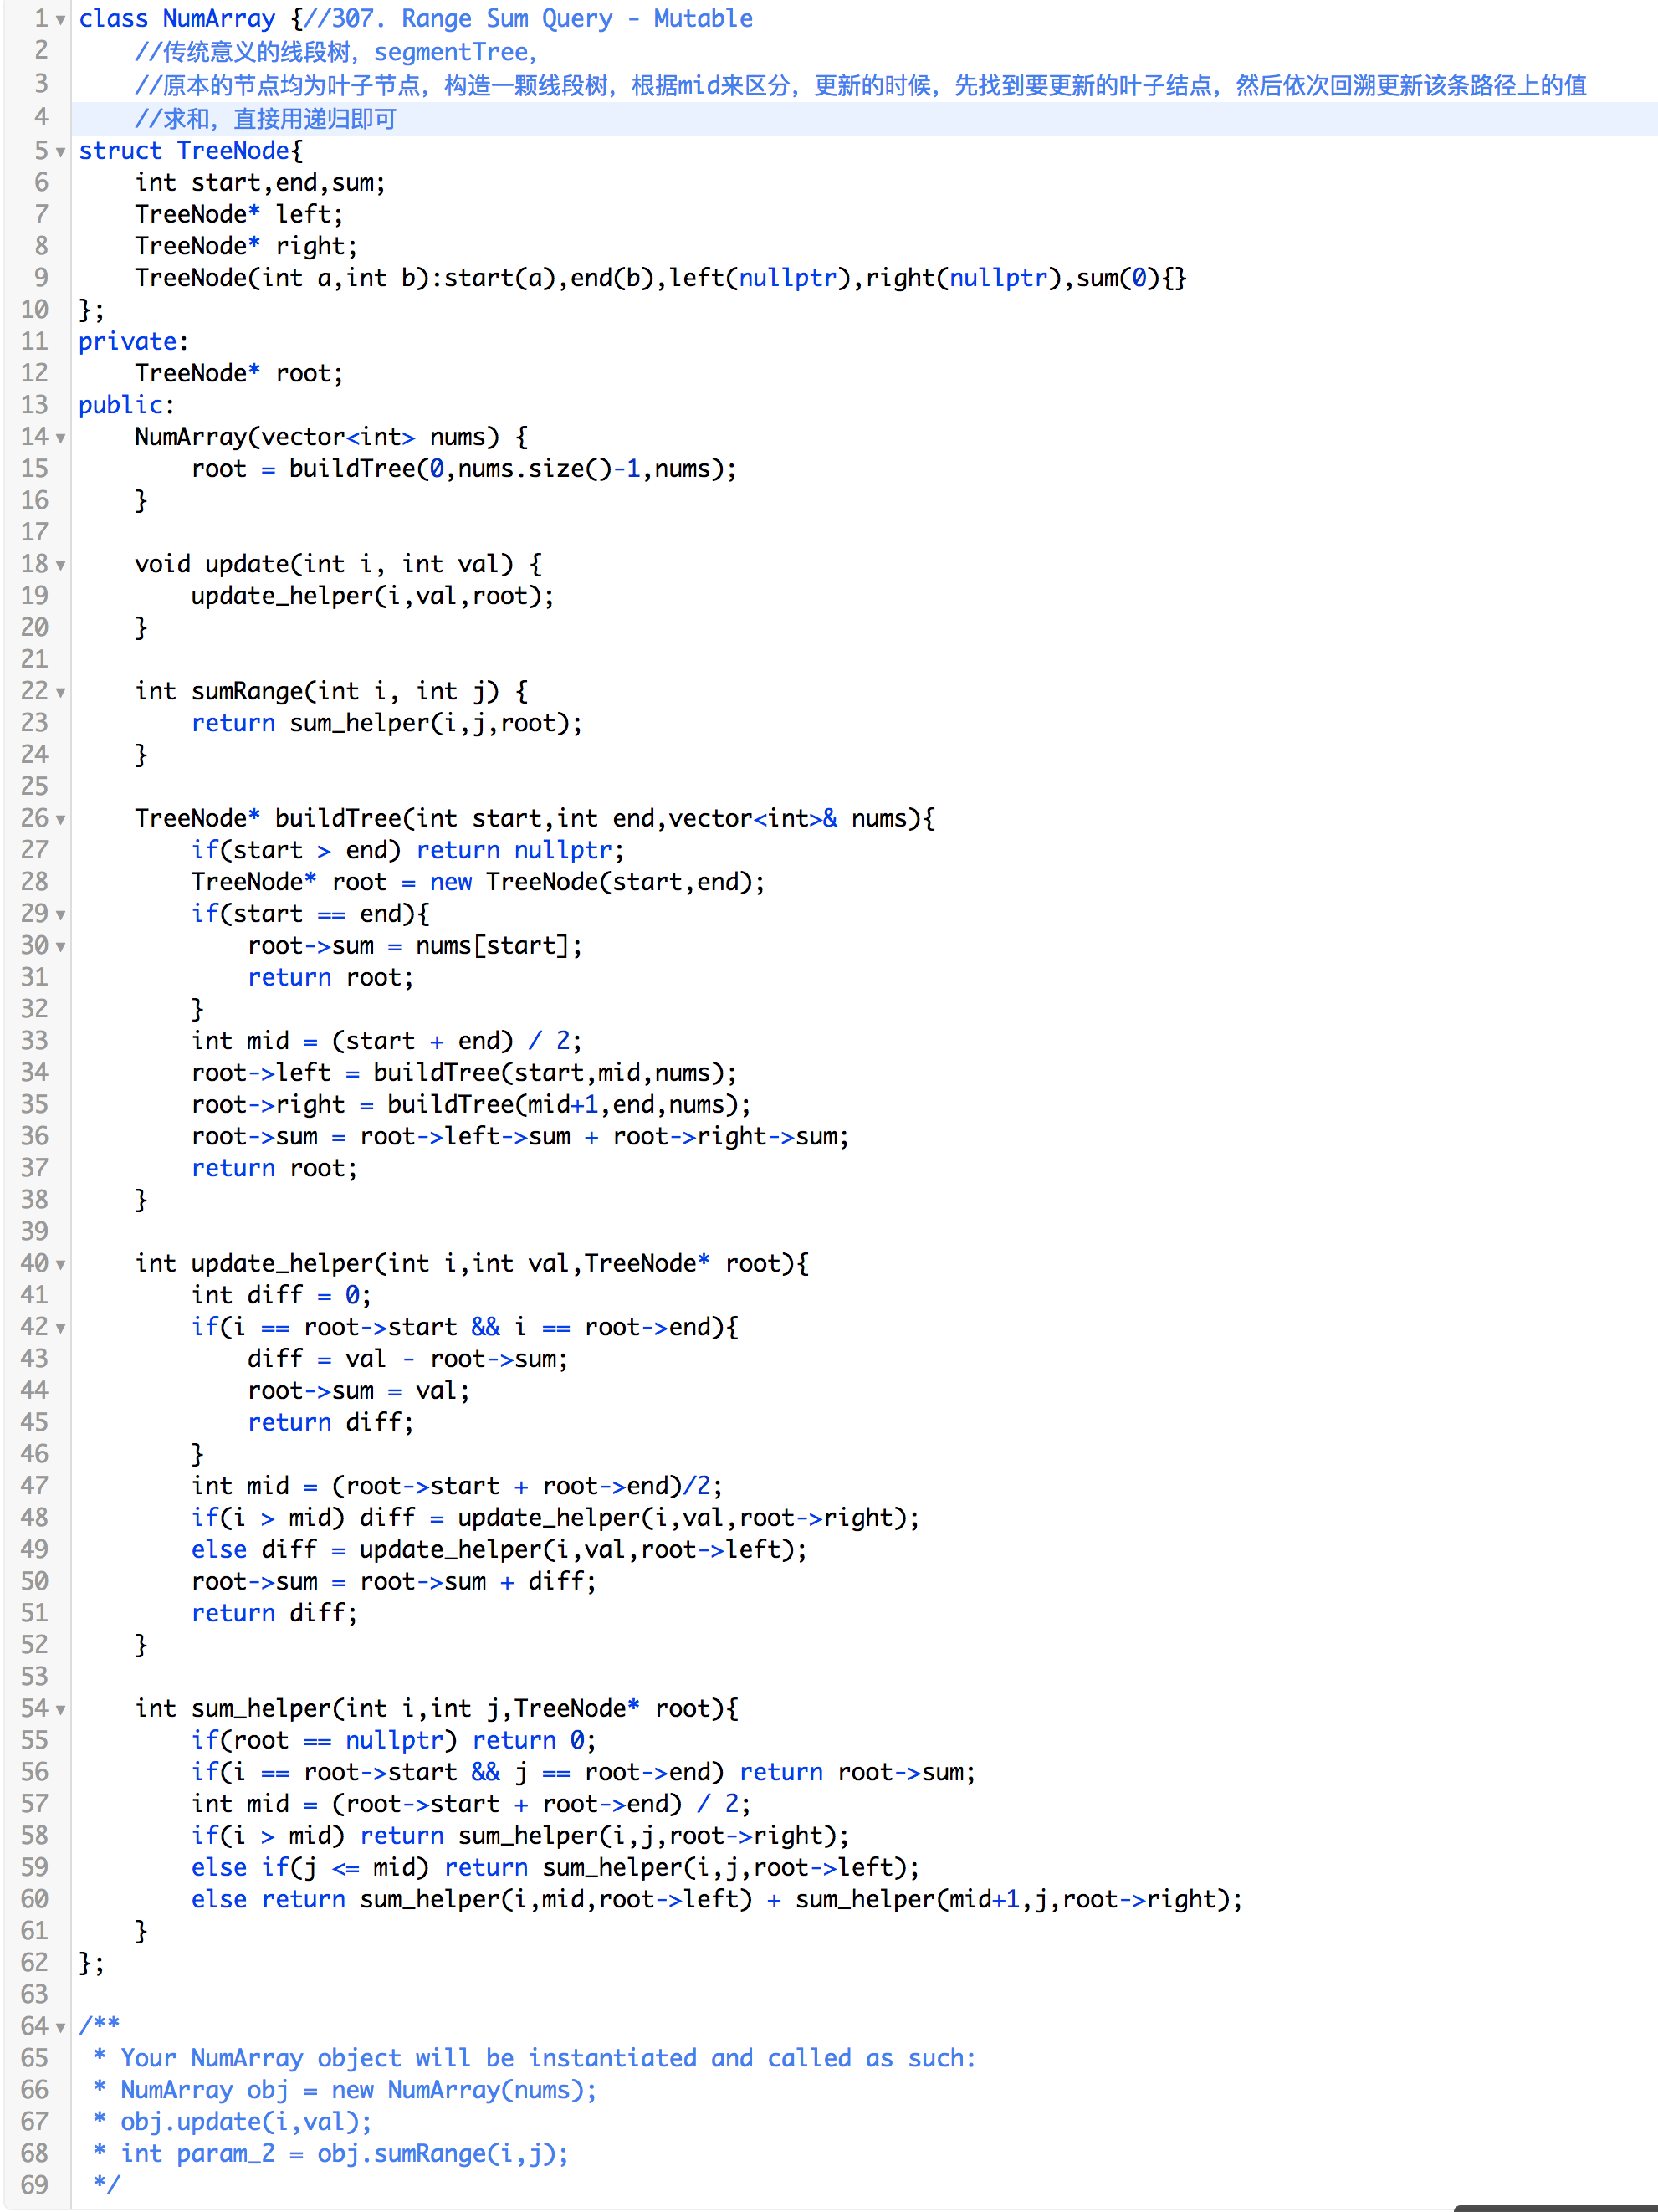 1 class NumArray {//307. Range Sum Query - Mutable
2     //传统意义的线段树，segmentTree,
3     //原本的节点均为叶子节点，构造一颗线段树，根据mid来区分，更新的时候，先找到要更新的叶子结点，然后依次回溯更新该条路径上的值
4     //求和，直接用递归即可
5 struct TreeNode{
6     int start,end,sum;
7     TreeNode* left;
8     TreeNode* right;
9     TreeNode(int a,int b):start(a),end(b),left(nullptr),right(nullptr),sum(0){}
10 };
11 private:
12     TreeNode* root;
13 public:
14     NumArray(vector<int> nums) {
15         root = buildTree(0,nums.size()-1,nums);
16     }
17
18     void update(int i, int val) {
19         update_helper(i,val,root);
20     }
21
22     int sumRange(int i, int j) {
23         return sum_helper(i,j,root);
24     }
25
26     TreeNode* buildTree(int start,int end,vector<int>& nums){
27         if(start > end) return nullptr;
28         TreeNode* root = new TreeNode(start,end);
29         if(start == end){
30             root->sum = nums[start];
31             return root;
32         }
33         int mid = (start + end) / 2;
34         root->left = buildTree(start,mid,nums);
35         root->right = buildTree(mid+1,end,nums);
36         root->sum = root->left->sum + root->right->sum;
37         return root;
38     }
39
40     int update_helper(int i,int val,TreeNode* root){
41         int diff = 0;
42         if(i == root->start && i == root->end){
43             diff = val - root->sum;
44             root->sum = val;
45             return diff;
46         }
47         int mid = (root->start + root->end)/2;
48         if(i > mid) diff = update_helper(i,val,root->right);
49         else diff = update_helper(i,val,root->left);
50         root->sum = root->sum + diff;
51         return diff;
52     }
53
54     int sum_helper(int i,int j,TreeNode* root){
55         if(root == nullptr) return 0;
56         if(i == root->start && j == root->end) return root->sum;
57         int mid = (root->start + root->end) / 2;
58         if(i > mid) return sum_helper(i,j,root->right);
59         else if(j <= mid) return sum_helper(i,j,root->left);
60         else return sum_helper(i,mid,root->left) + sum_helper(mid+1,j,root->right);
61     }
62 };
63
64 /**
65  * Your NumArray object will be instantiated and called as such:
66  * NumArray obj = new NumArray(nums);
67  * obj.update(i,val);
68  * int param_2 = obj.sumRange(i,j);
69  */